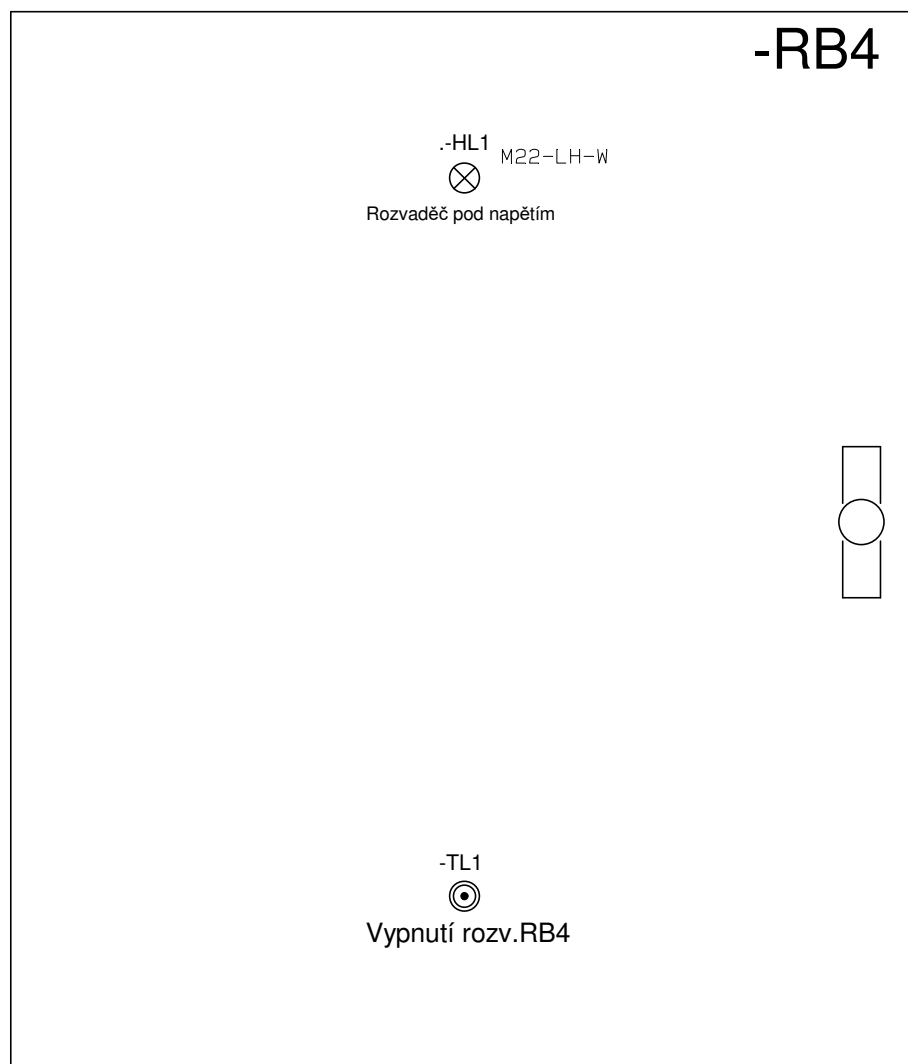 -RB4
.-HL1
M22-LH-W
Rozvaděč pod napětím
-TL1
Vypnutí rozv.RB4